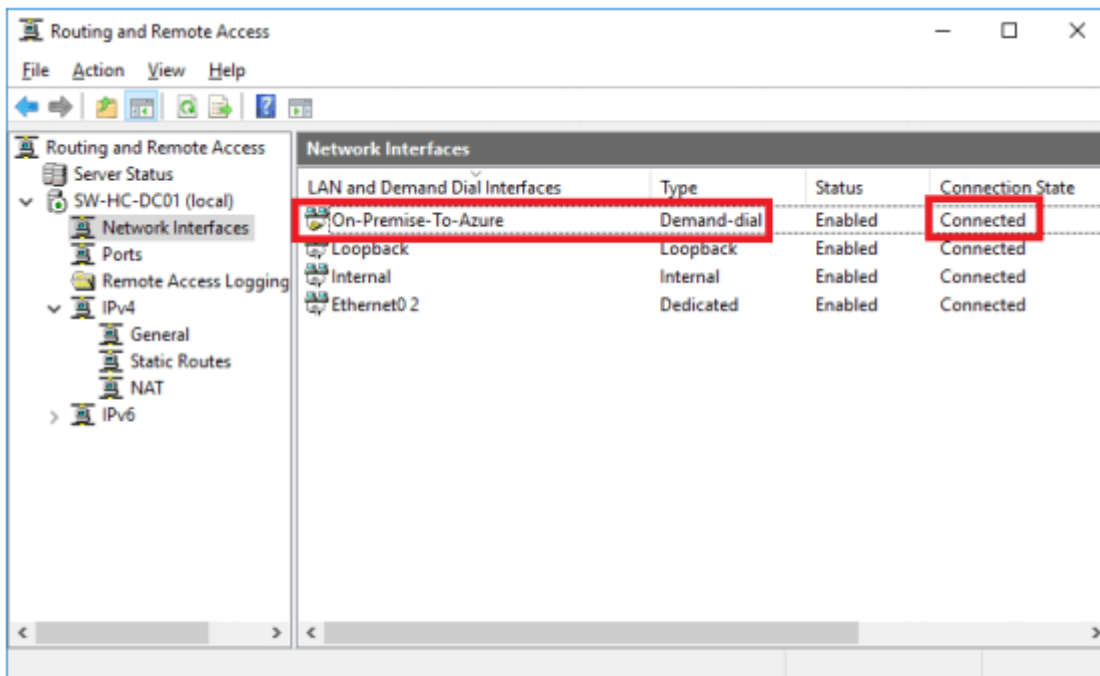 Routing and Remote Access
File Action View Help
Routing and Remote Access
Server Status
SW-HC-DC01 (local)
Network Interfaces
Ports
Remote Access Logging
IPv4
General
Static Routes
NAT
IPv6
Network Interfaces
LAN and Demand Dial Interfaces Type Status Connection State
On-Premise-To-Azure Demand-dial Enabled Connected
Loopback Loopback Enabled Connected
Internal Internal Enabled Connected
Ethernet0 2 Dedicated Enabled Connected